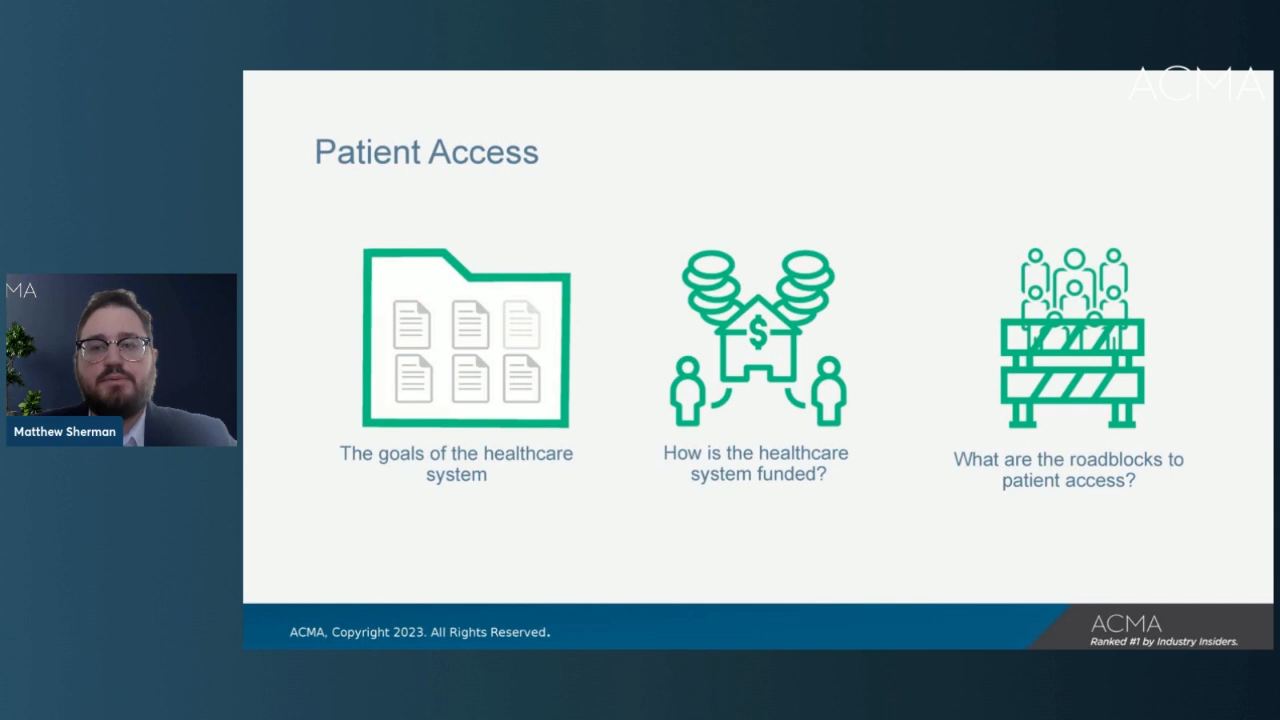 ACMA
Patient Access
The goals of the healthcare
system
How is the healthcare
system funded?
$
What are the roadblocks to
patient access?
MA
Matthew Sherman
ACMA, Copyright 2023. All Rights Reserved.
ACMA
Ranked #1 by Industry Insiders.